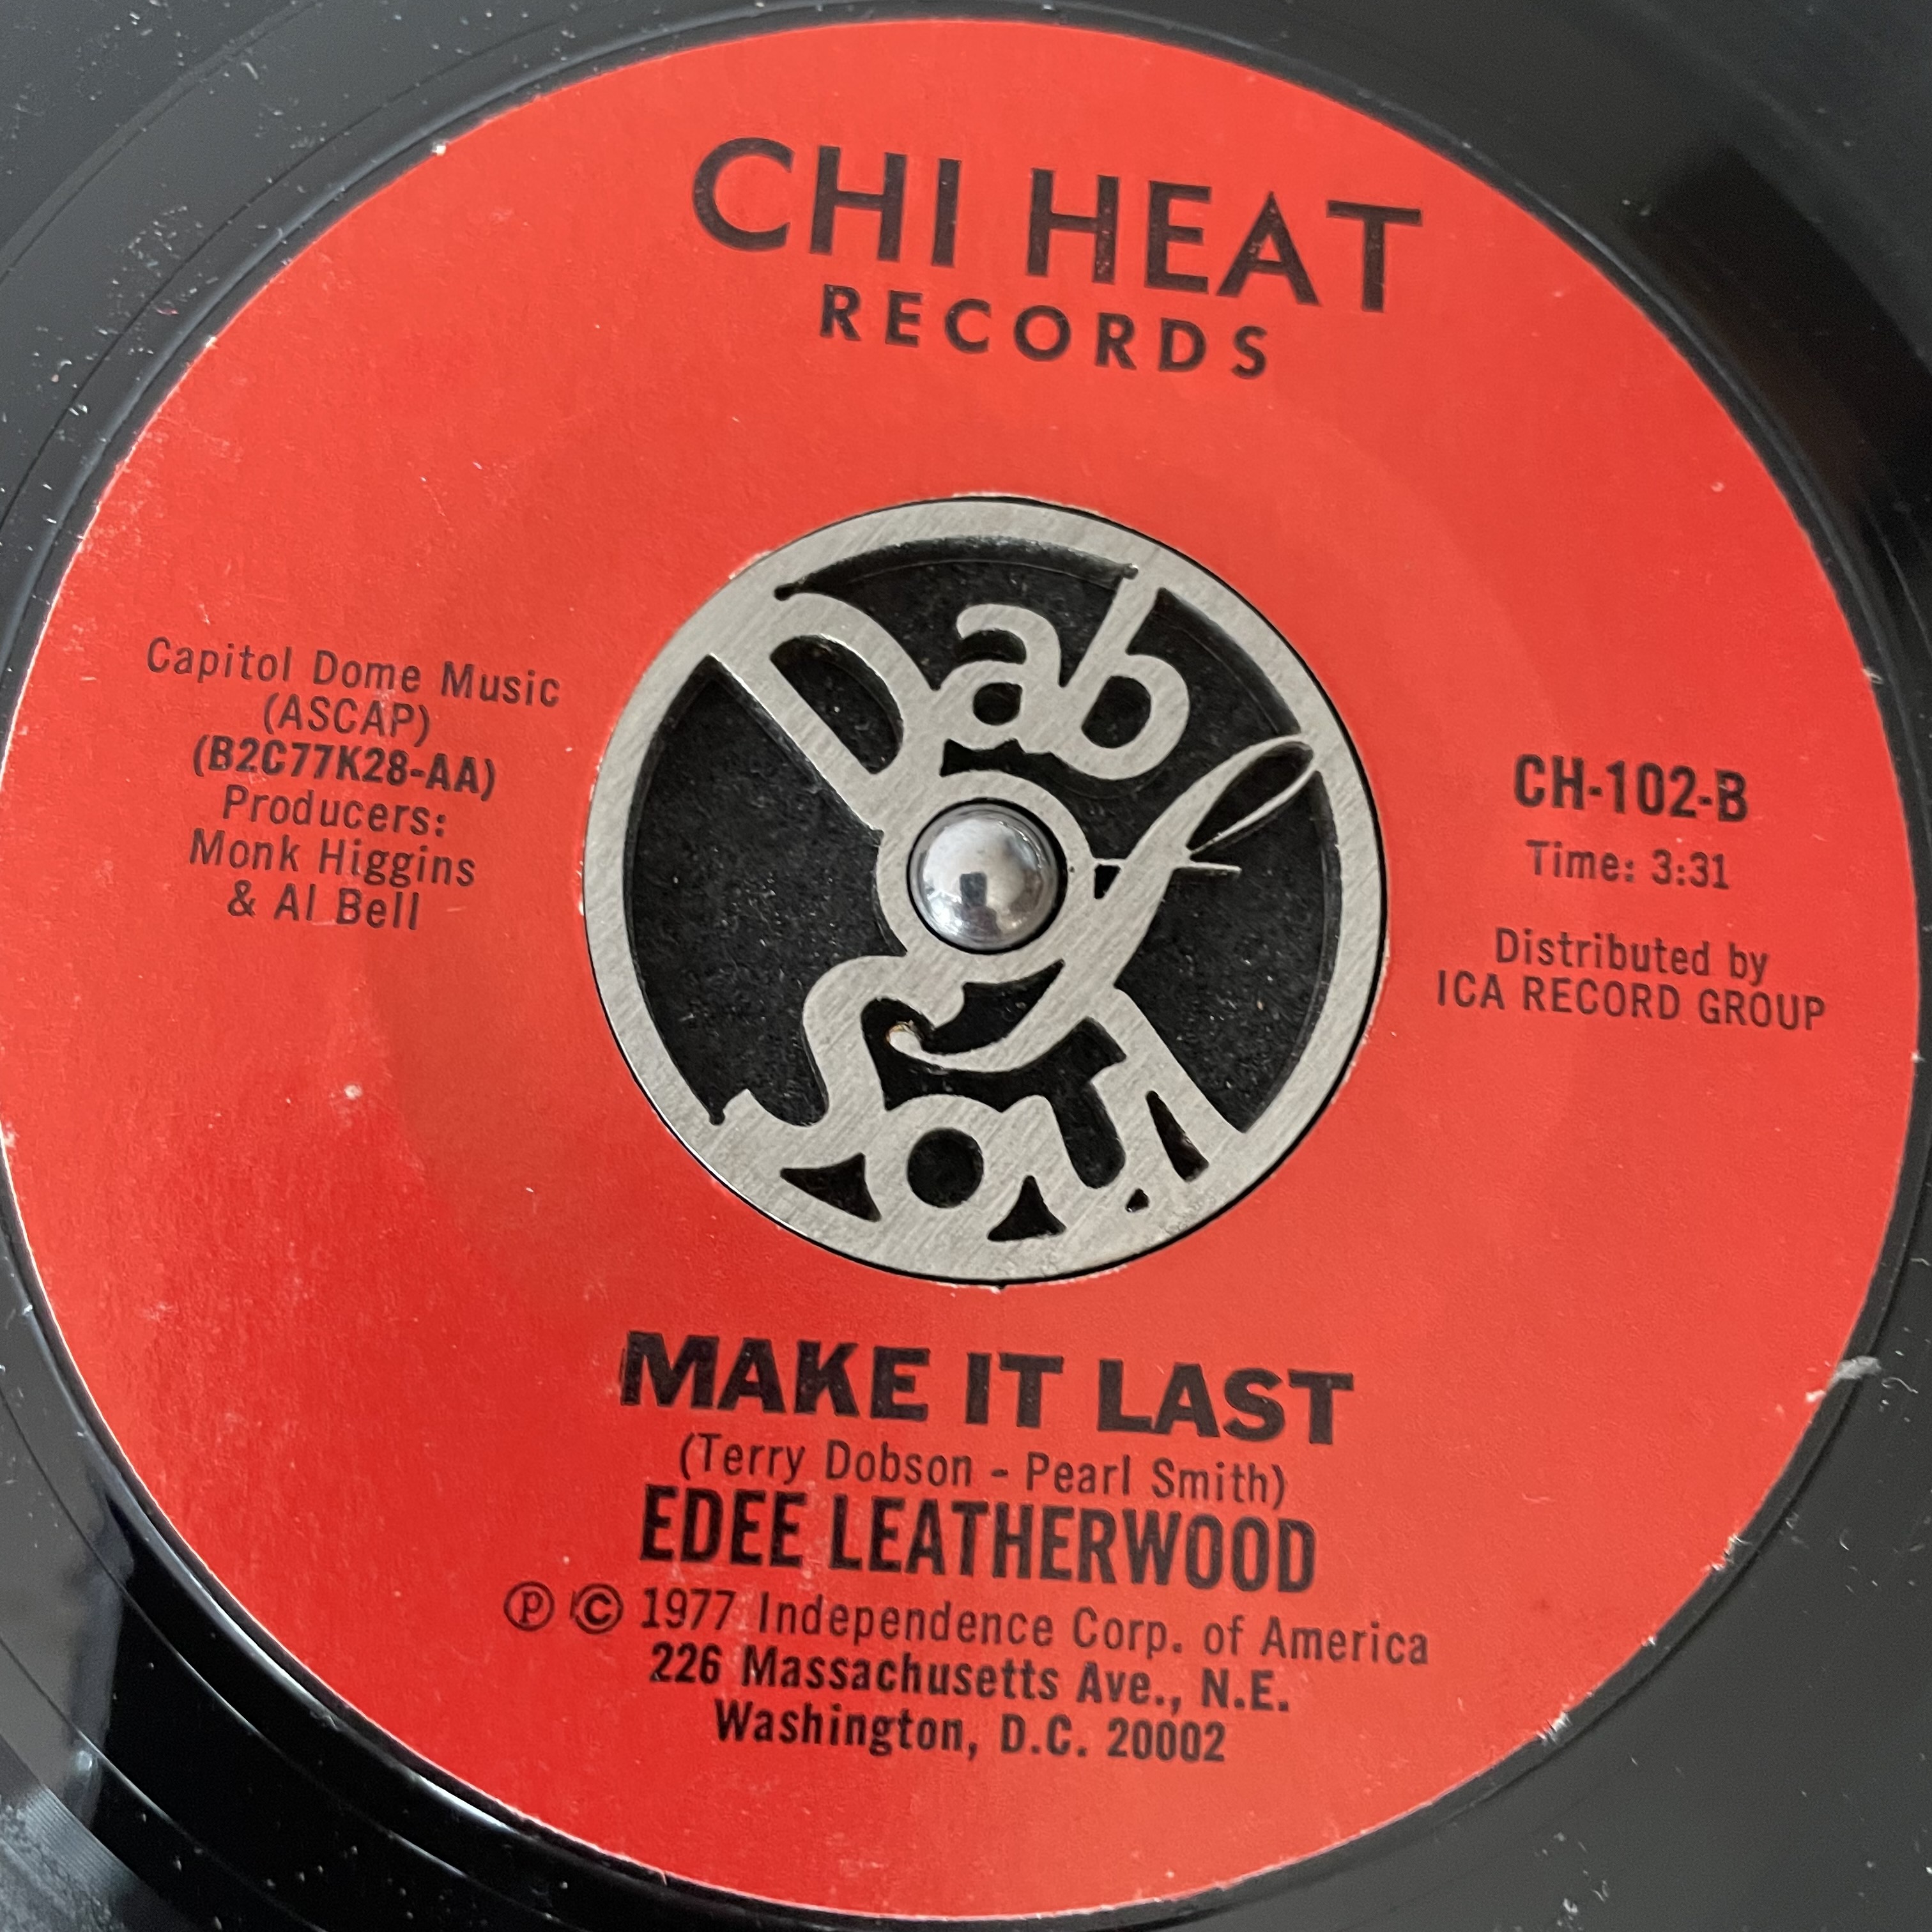 CHI HEAT
RECORDS
Capitol Dome Music
(ASCAP)
(B2C77K28-AA)
Producers:
Monk Higgins
& Al Bell
Dab
of
Soul
CH-102-B
Time: 3:31
Distributed by
ICA RECORD GROUP
MAKE IT LAST
(Terry Dobson - Pearl Smith)
EDEE LEATHERWOOD
℗ © 1977 Independence Corp. of America
226 Massachusetts Ave., N.E.
Washington, D.C. 20002